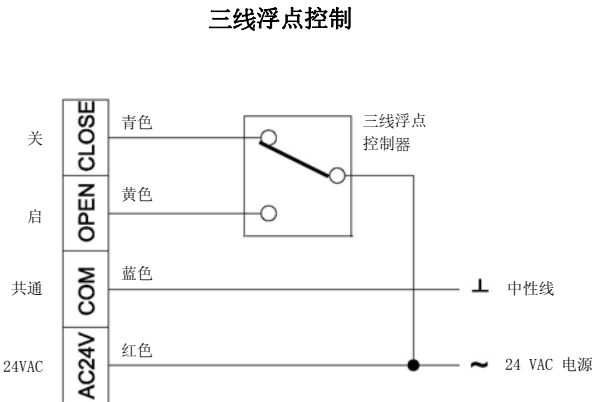 三线浮点控制
关
CLOSE
青色
三线浮点
控制器
启
OPEN
黄色
共通
COM
蓝色
⊥ 中性线
24VAC
AC24V
红色
~ 24 VAC 电源